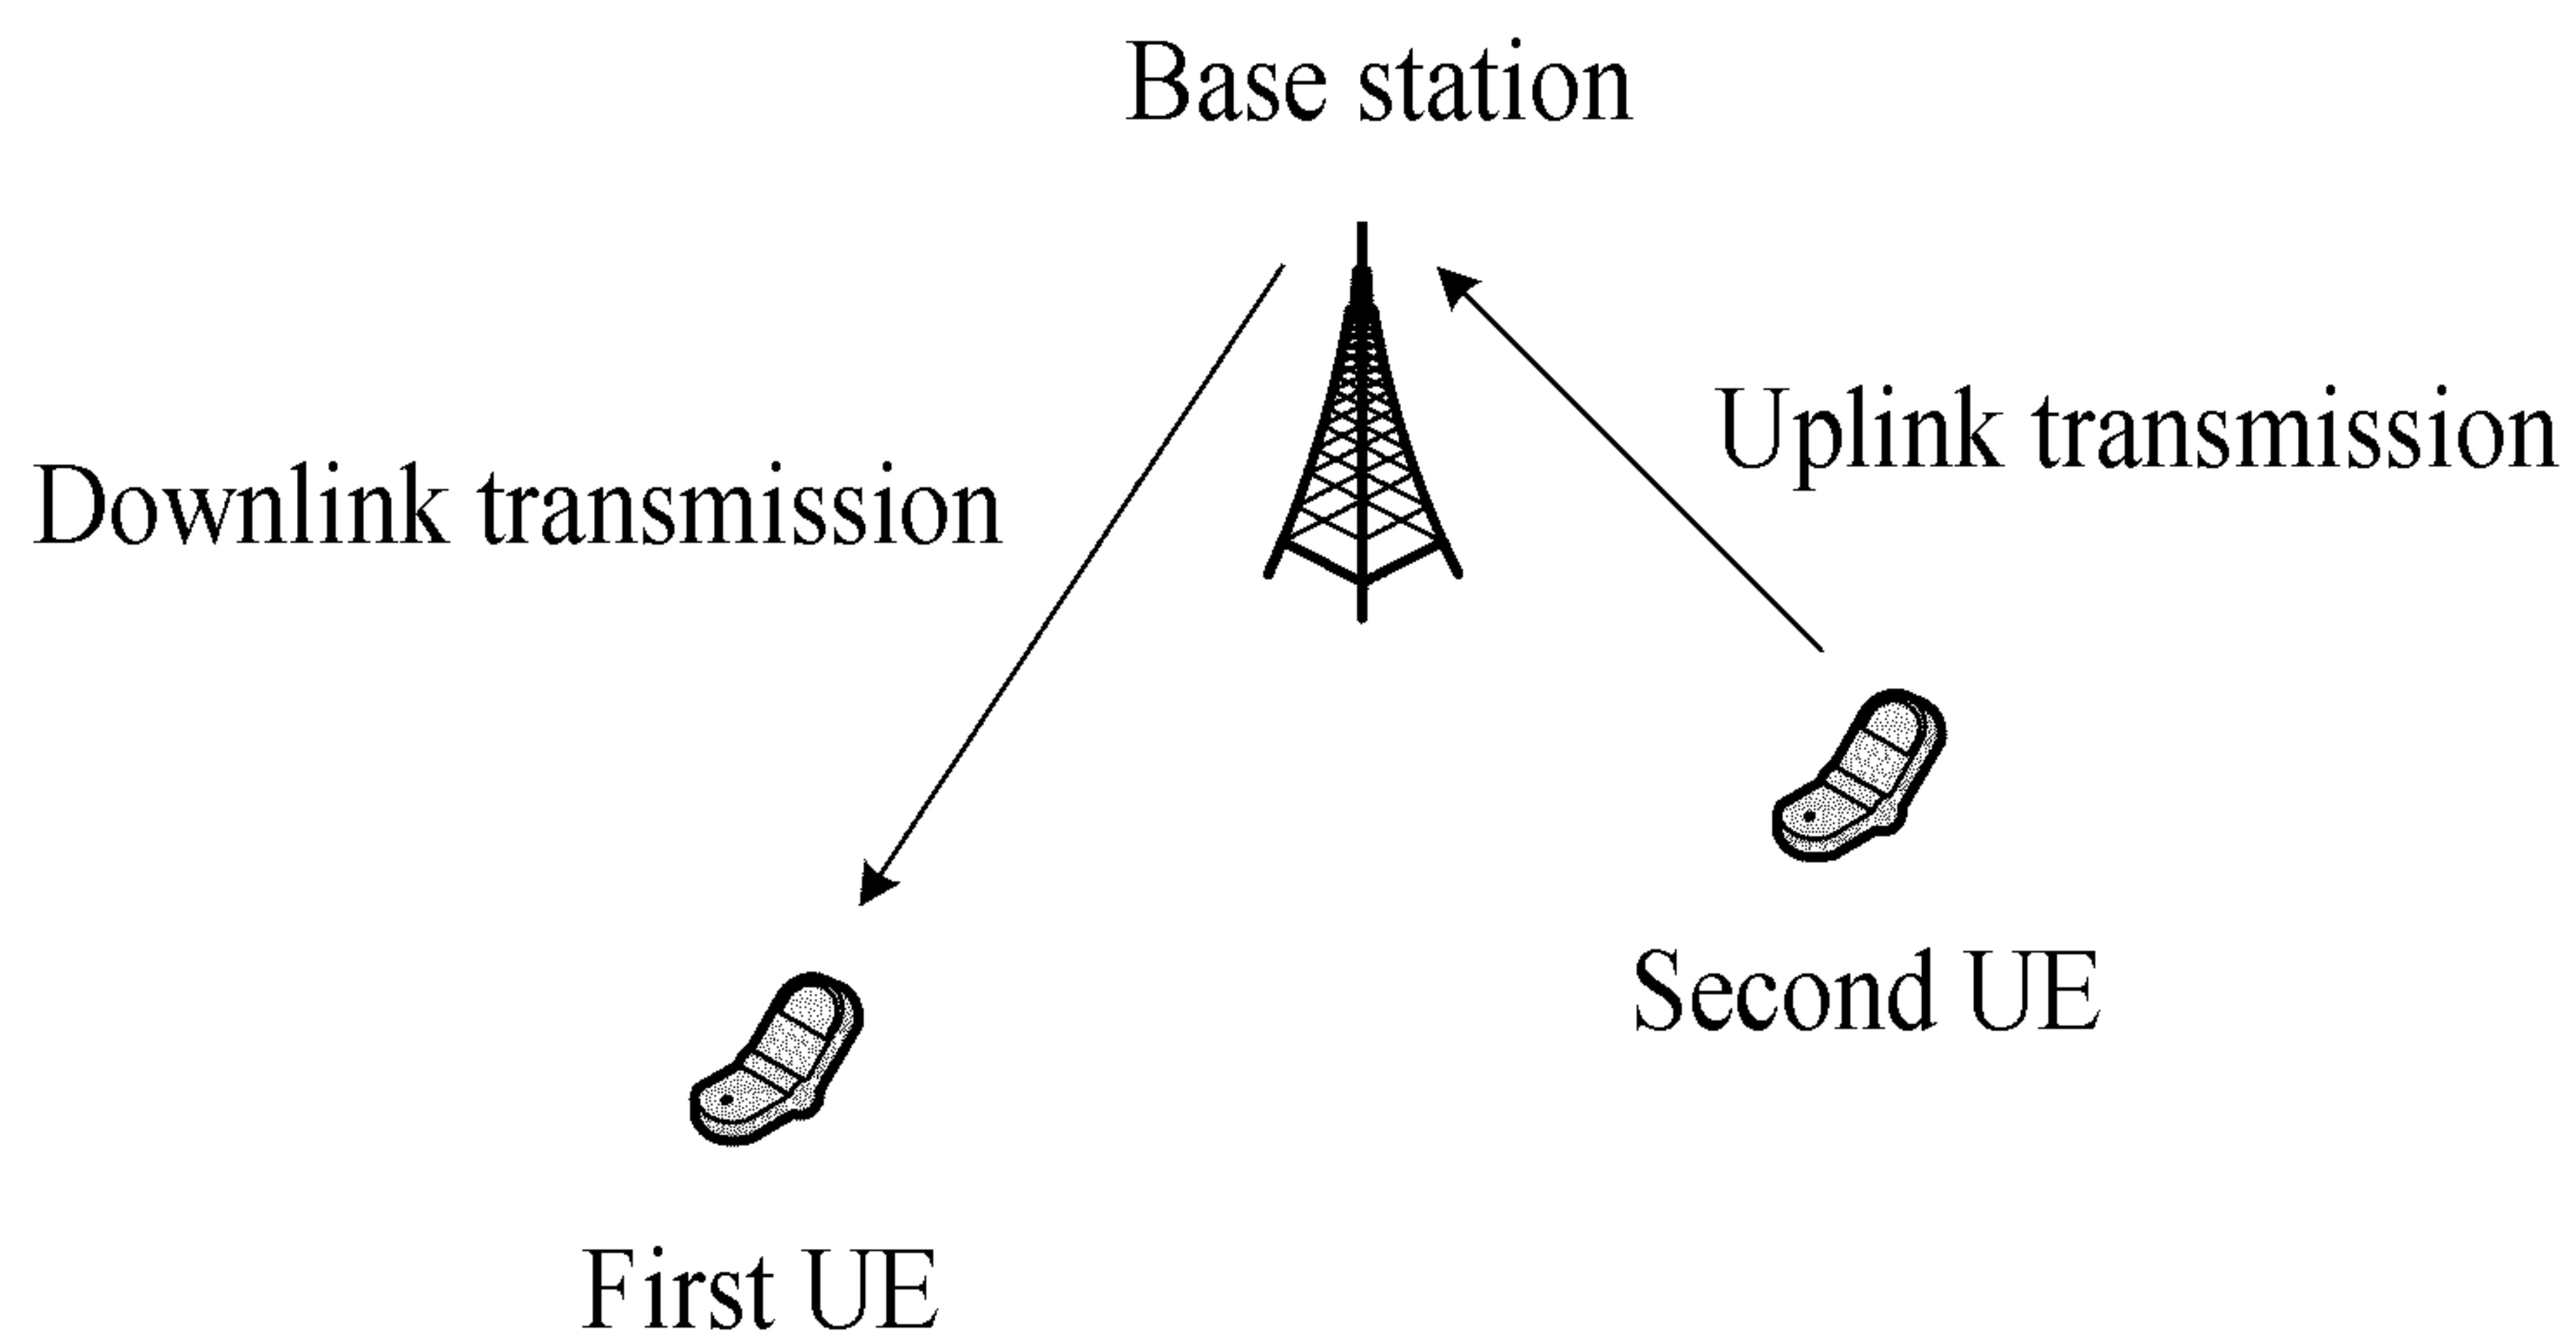 Base station
Uplink transmission
Downlink transmission
Second UE
First UE